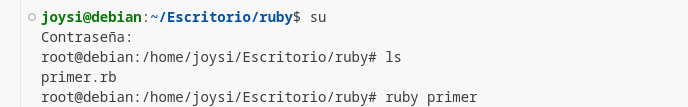 joysi@debian:~/Escritorio/ruby$ su
Contraseña:
root@debian:/home/joysi/Escritorio/ruby# ls
primer.rb
root@debian:/home/joysi/Escritorio/ruby# ruby primer